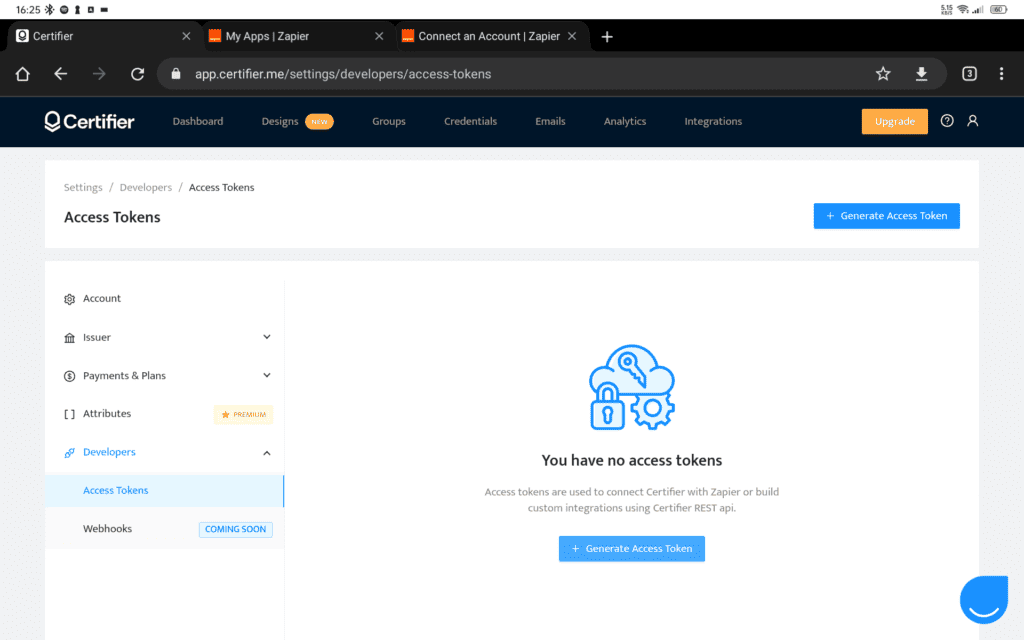 16:25
5.15
KB/S
60
Certifier
My Apps | Zapier
Connect an Account | Zapier
app.certifier.me/settings/developers/access-tokens
3
Certifier
Dashboard
Designs NEW
Groups
Credentials
Emails
Analytics
Integrations
Upgrade
Settings / Developers / Access Tokens
Access Tokens
+ Generate Access Token
Account
Issuer
Payments & Plans
Attributes PREMIUM
Developers
Access Tokens
Webhooks COMING SOON
You have no access tokens
Access tokens are used to connect Certifier with Zapier or build
custom integrations using Certifier REST api.
+ Generate Access Token